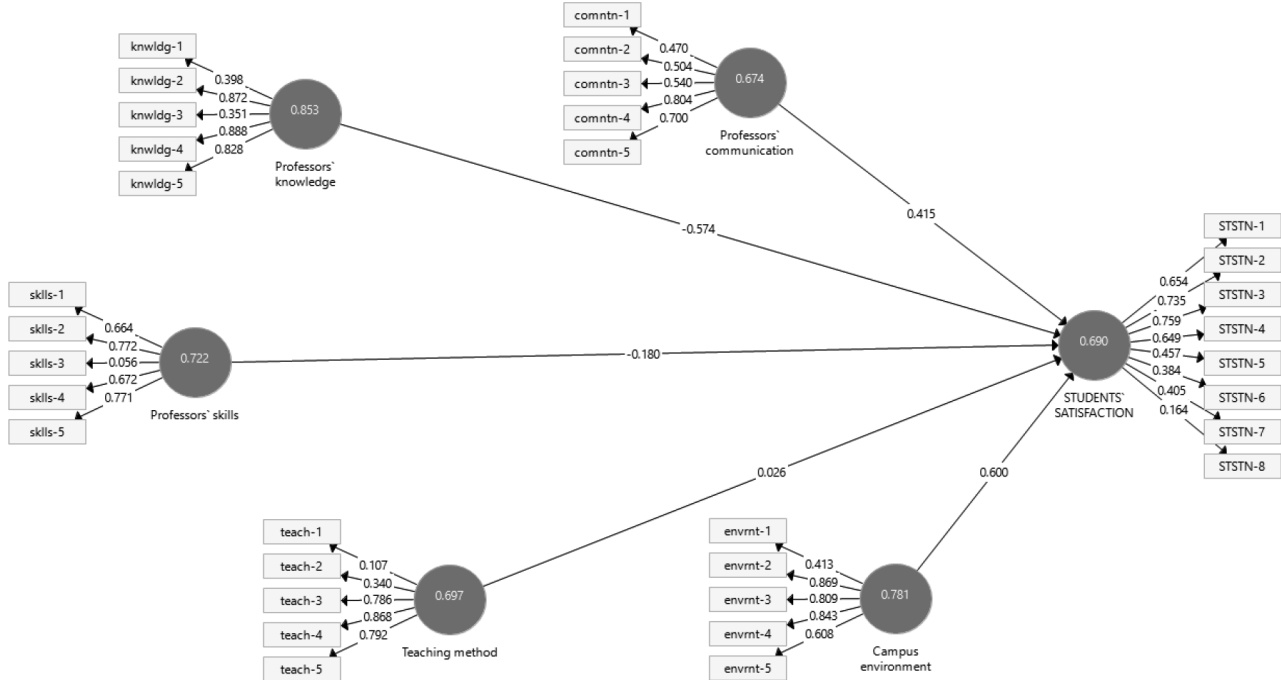 comntn-1
comntn-2
comntn-3
comntn-4
comntn-5
0.470
0.504
0.540
0.804
0.700
0.674
Professors`
communication
knwldg-1
knwldg-2
knwldg-3
knwldg-4
knwldg-5
0.398
0.872
0.351
0.888
0.828
0.853
Professors`
knowledge
-0.574
0.415
STSTN-1
STSTN-2
STSTN-3
STSTN-4
STSTN-5
STSTN-6
STSTN-7
STSTN-8
0.654
0.735
0.759
0.649
0.457
0.384
0.405
0.164
0.690
STUDENTS`
SATISFACTION
sklls-1
sklls-2
sklls-3
sklls-4
sklls-5
0.664
0.772
0.056
0.672
0.771
0.722
Professors` skills
-0.180
0.026
0.600
teach-1
teach-2
teach-3
teach-4
teach-5
0.107
0.340
0.786
0.868
0.792
0.697
Teaching method
envrnt-1
envrnt-2
envrnt-3
envrnt-4
envrnt-5
0.413
0.869
0.809
0.843
0.608
0.781
Campus
environment